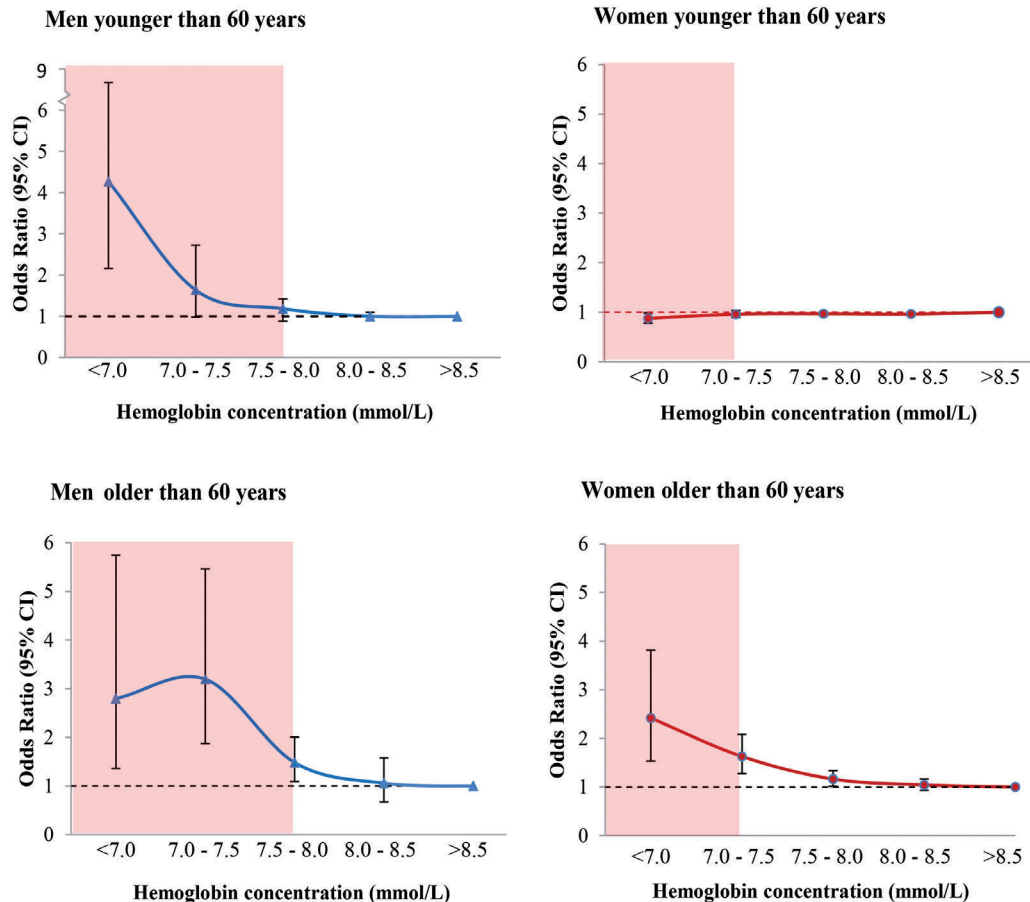 Men younger than 60 years
Odds Ratio (95% CI)
9
6
5
4
3
2
1
0
<7.0
7.0 - 7.5
7.5 - 8.0
8.0 - 8.5
>8.5
Hemoglobin concentration (mmol/L)
Women younger than 60 years
Odds Ratio (95% CI)
6
5
4
3
2
1
0
<7.0
7.0 - 7.5
7.5 - 8.0
8.0 - 8.5
>8.5
Hemoglobin concentration (mmol/L)
Men older than 60 years
Odds Ratio (95% CI)
6
5
4
3
2
1
0
<7.0
7.0 - 7.5
7.5 - 8.0
8.0 - 8.5
>8.5
Hemoglobin concentration (mmol/L)
Women older than 60 years
Odds Ratio (95% CI)
6
5
4
3
2
1
0
<7.0
7.0 - 7.5
7.5 - 8.0
8.0 - 8.5
>8.5
Hemoglobin concentration (mmol/L)